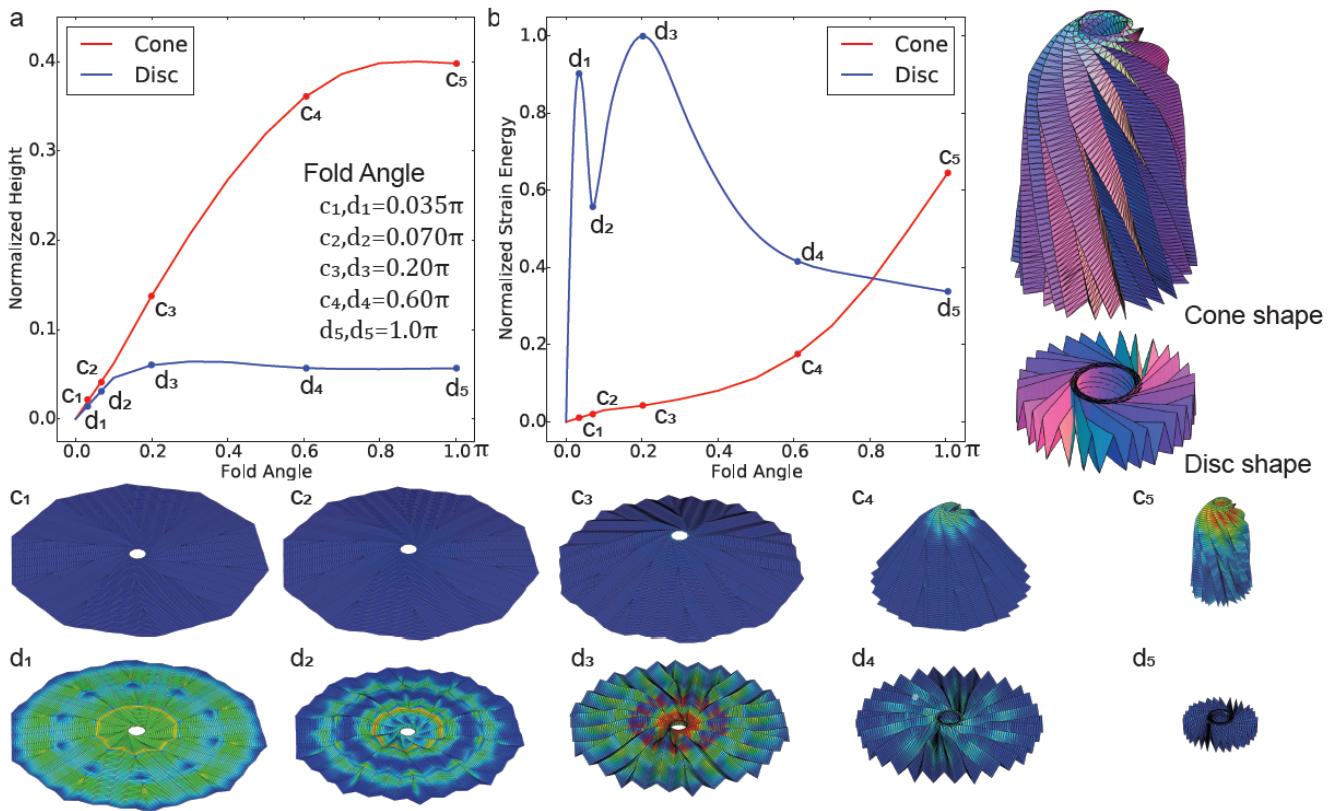 a
Cone
Disc
Normalized Height
0.4
0.3
0.2
0.1
0.0
c₁
c₂
c₃
c₄
c₅
d₁
d₂
d₃
d₄
d₅
Fold Angle
c₁,d₁=0.035π
c₂,d₂=0.070π
c₃,d₃=0.20π
c₄,d₄=0.60π
d₅,d₅=1.0π
0.0 0.2 0.4 0.6 0.8 1.0 π
Fold Angle
b
Cone
Disc
Normalized Strain Energy
1.0
0.8
0.6
0.4
0.2
0.0
d₁
d₂
d₃
d₄
d₅
c₁
c₂
c₃
c₄
c₅
0.0 0.2 0.4 0.6 0.8 1.0 π
Fold Angle
Cone shape
Disc shape
c₁ c₂ c₃ c₄ c₅
d₁ d₂ d₃ d₄ d₅